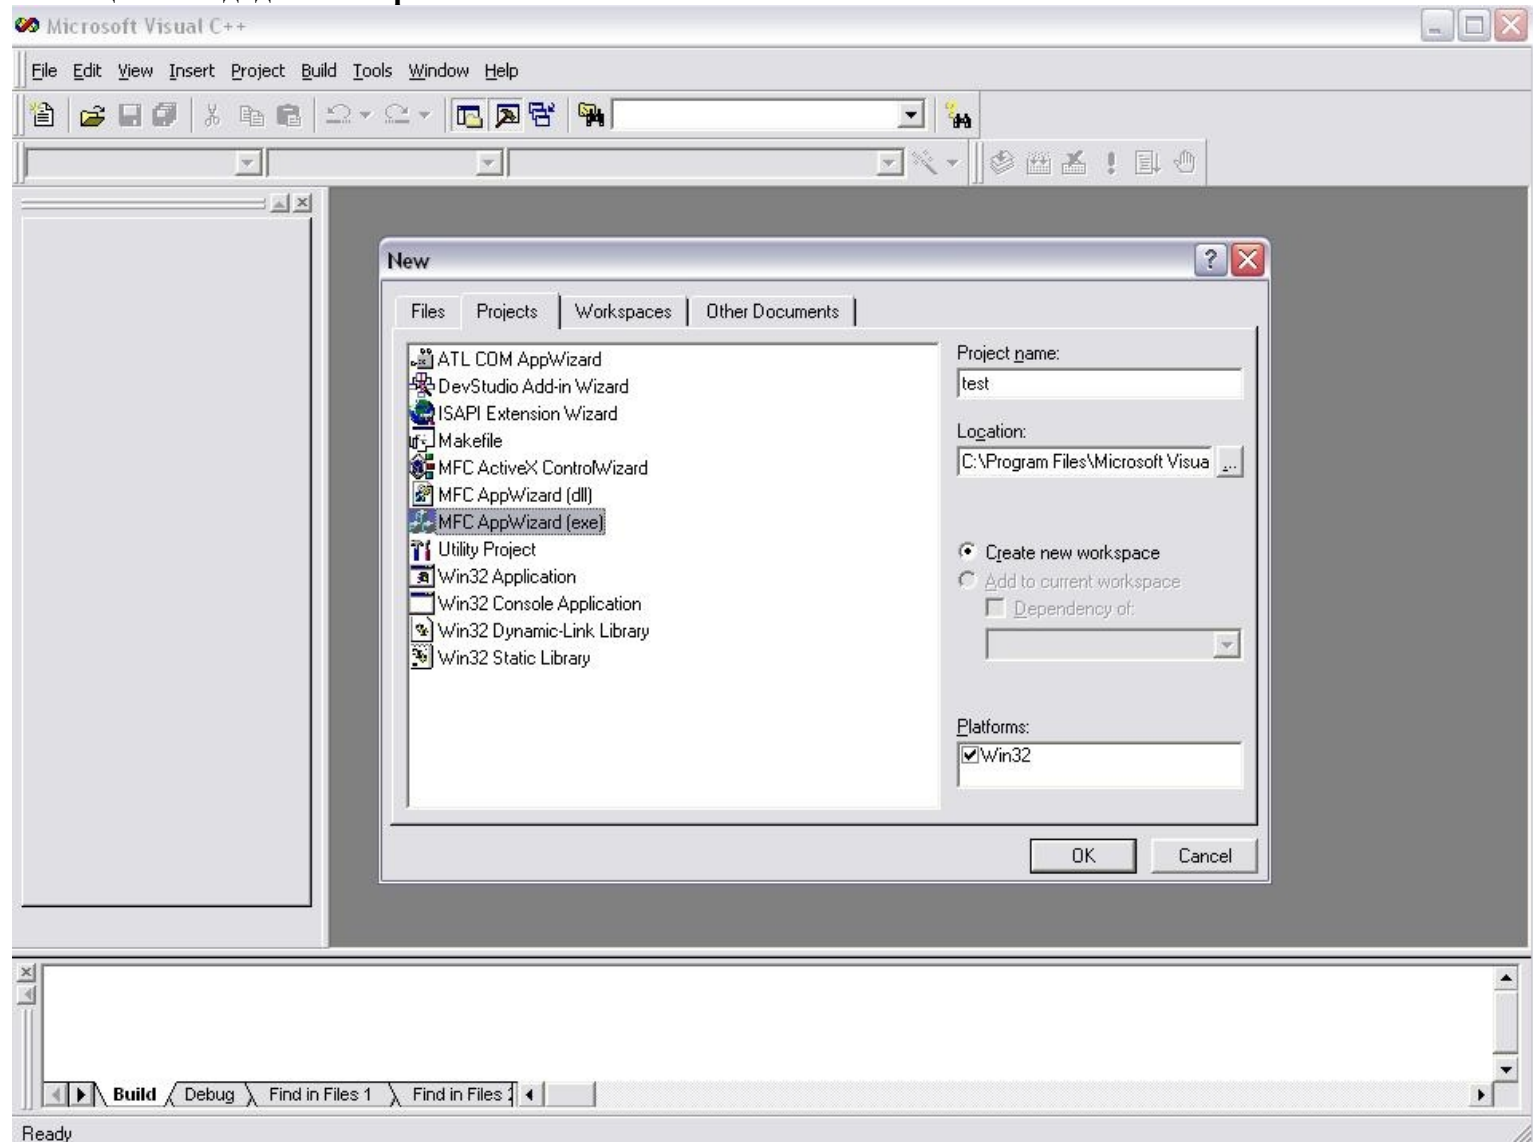 Microsoft Visual C++
File Edit View Insert Project Build Tools Window Help
New
Files Projects Workspaces Other Documents
ATL COM AppWizard
DevStudio Add-in Wizard
ISAPI Extension Wizard
Makefile
MFC ActiveX ControlWizard
MFC AppWizard (dll)
MFC AppWizard (exe)
Utility Project
Win32 Application
Win32 Console Application
Win32 Dynamic-Link Library
Win32 Static Library
Project name:
test
Location:
C:\Program Files\Microsoft Visua ...
Create new workspace
Add to current workspace
Dependency of:
Platforms:
Win32
OK Cancel
Build Debug Find in Files 1 Find in Files
Ready